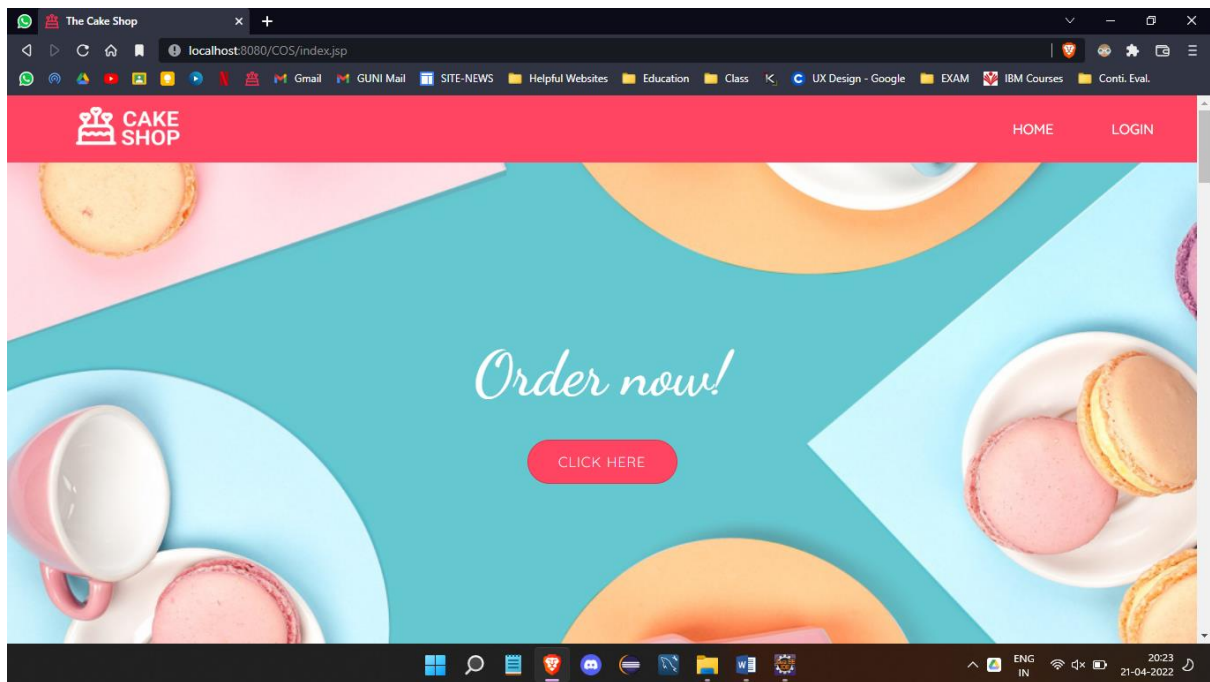 The Cake Shop
localhost:8080/COS/index.jsp
Gmail
GUNI Mail
SITE-NEWS
Helpful Websites
Education
Class
UX Design - Google
EXAM
IBM Courses
Conti. Eval.
CAKE
SHOP
HOME
LOGIN
Order now!
CLICK HERE
ENG
IN
20:23
21-04-2022